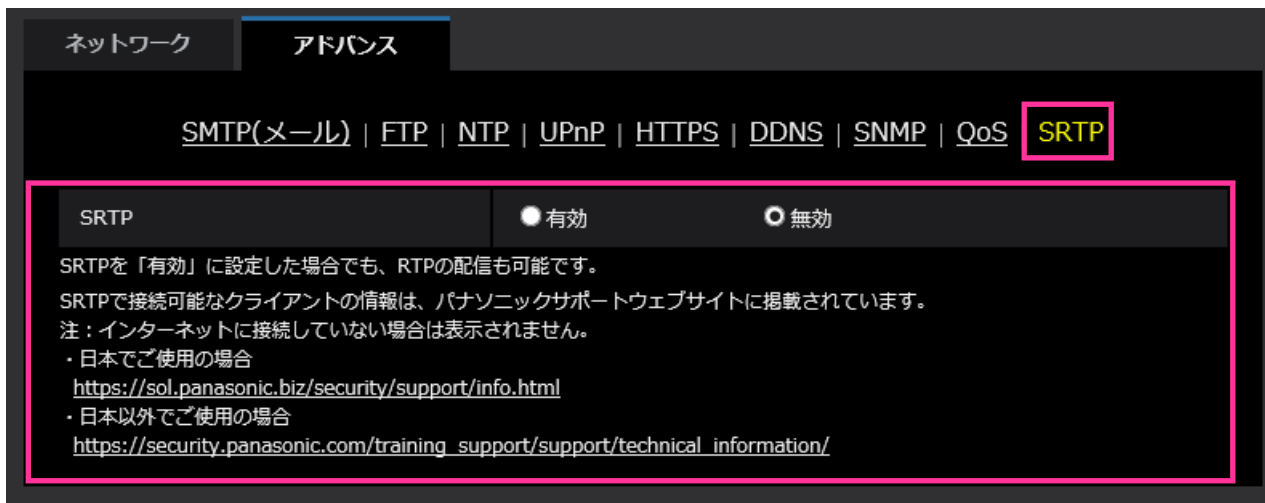 ネットワーク アドバンス
SMTP(メール) | FTP | NTP | UPnP | HTTPS | DDNS | SNMP | QoS SRTP
SRTP 有効 無効
SRTPを「有効」に設定した場合でも、RTPの配信も可能です。
SRTPで接続可能なクライアントの情報は、パナソニックサポートウェブサイトに掲載されています。
注：インターネットに接続していない場合は表示されません。
・日本でご使用の場合
https://sol.panasonic.biz/security/support/info.html
・日本以外でご使用の場合
https://security.panasonic.com/training_support/support/technical_information/